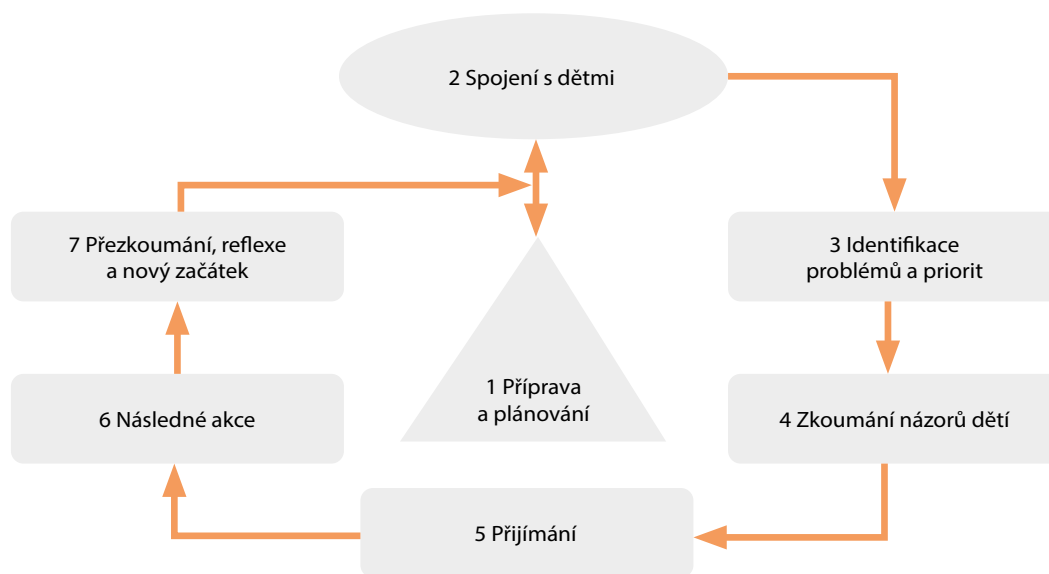 2 Spojení s dětmi
7 Přezkoumání, reflexe
a nový začátek
3 Identifikace
problémů a priorit
1 Příprava
a plánování
6 Následné akce
4 Zkoumání názorů dětí
5 Přijímání